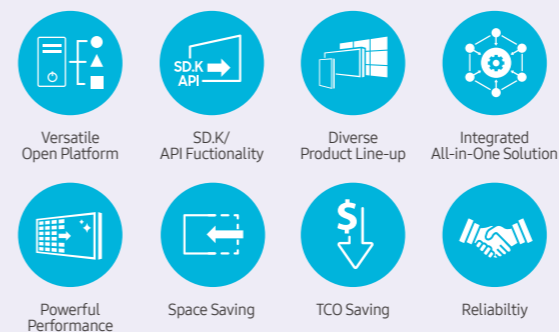 SD.K
API
Versatile
Open Platform
SD.K/
API Fuctionality
Diverse
Product Line-up
Integrated
All-in-One Solution
$
Powerful
Performance
Space Saving
TCO Saving
Reliabiltiy